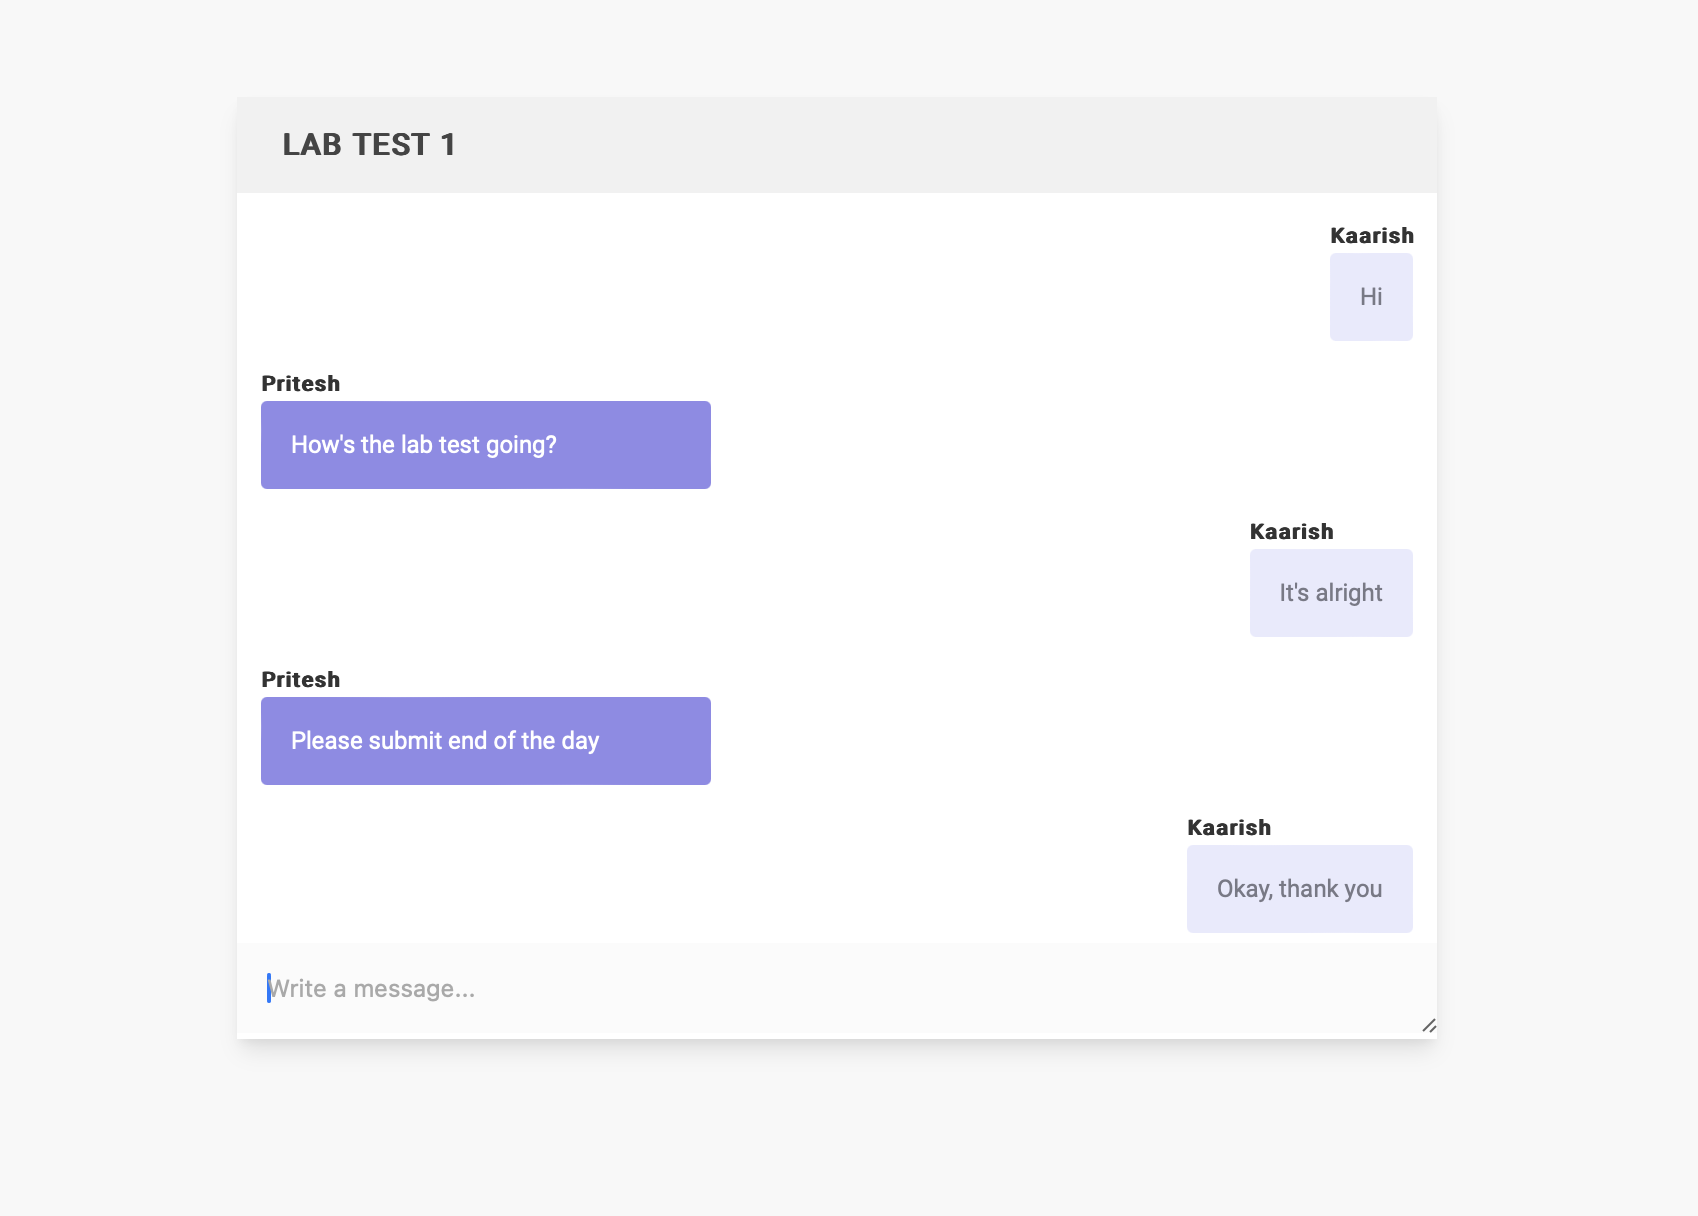 LAB TEST 1
Kaarish
Hi
Pritesh
How's the lab test going?
Kaarish
It's alright
Pritesh
Please submit end of the day
Kaarish
Okay, thank you
Write a message...